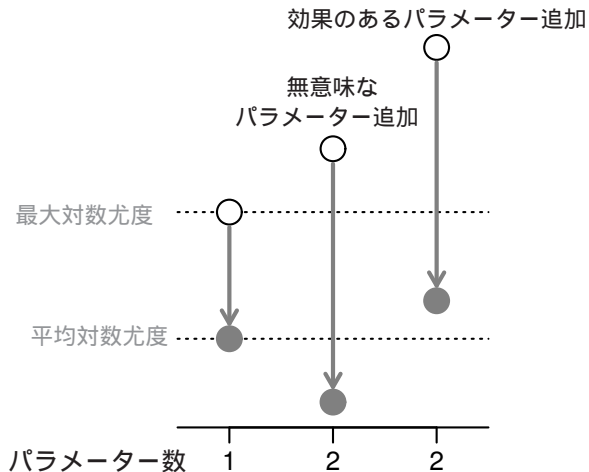 効果のあるパラメーター追加
無意味な
パラメーター追加
最大対数尤度
平均対数尤度
パラメーター数 1 2 2